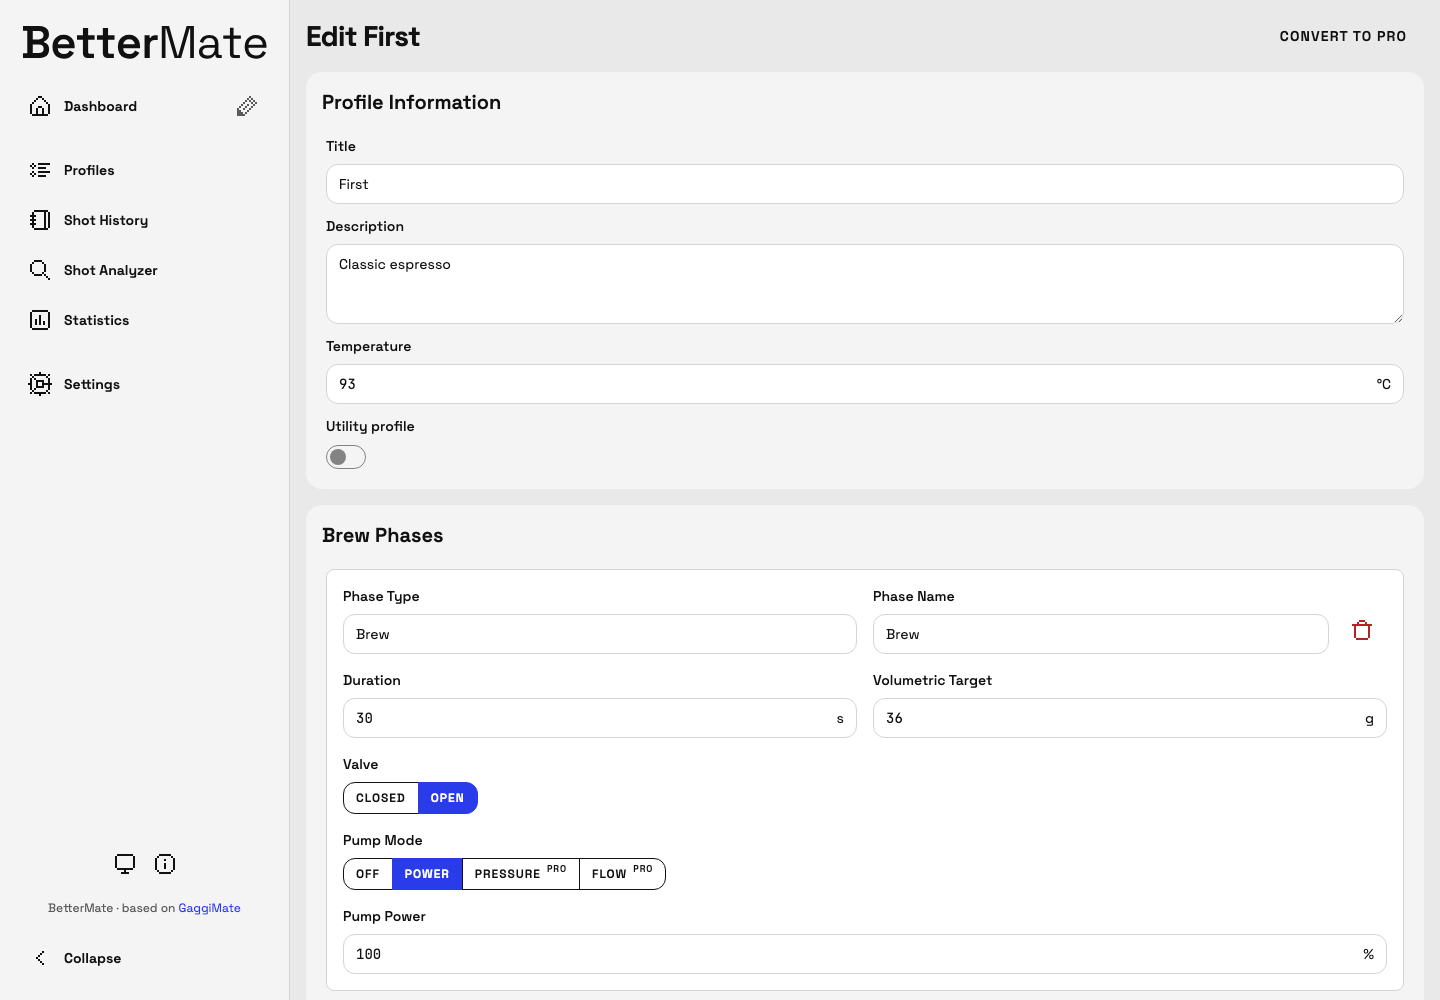 BetterMate
Dashboard
Profiles
Shot History
Shot Analyzer
Statistics
Settings
BetterMate · based on GaggiMate
Collapse
Edit First
CONVERT TO PRO
Profile Information
Title
First
Description
Classic espresso
Temperature
93 °C
Utility profile
Brew Phases
Phase Type
Brew
Phase Name
Brew
Duration
30 s
Volumetric Target
36 g
Valve
CLOSED OPEN
Pump Mode
OFF POWER PRESSURE PRO FLOW PRO
Pump Power
100 %